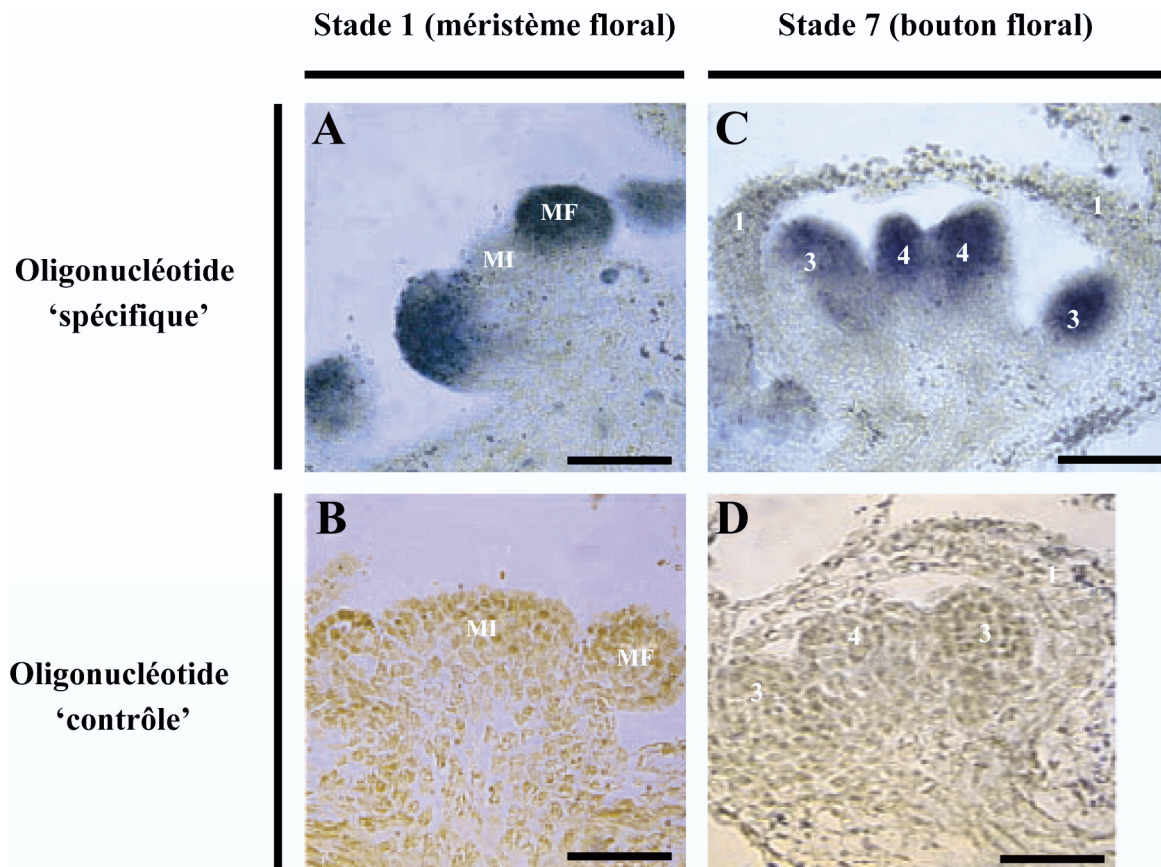 Stade 1 (méristème floral)
Stade 7 (bouton floral)
Oligonucléotide
‘spécifique’
A
MF
MI
C
1
1
3
4
4
3
Oligonucléotide
‘contrôle’
B
MI
MF
D
1
4
3
3